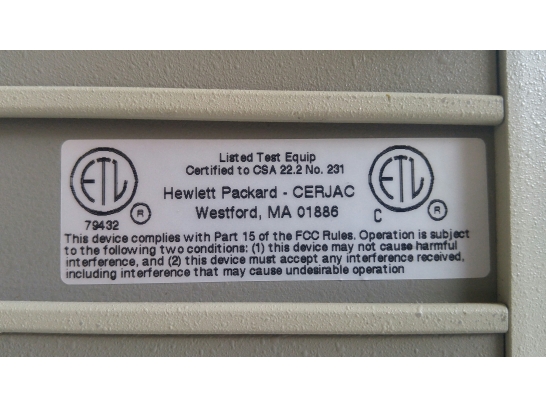 Listed Test Equip
Certified to CSA 22.2 No. 231
Hewlett Packard - CERJAC
Westford, MA 01886
ETL
®
79432
ETL
C
®
This device complies with Part 15 of the FCC Rules. Operation is subject
to the following two conditions: (1) this device may not cause harmful
interference, and (2) this device must accept any interference received,
including interference that may cause undesirable operation